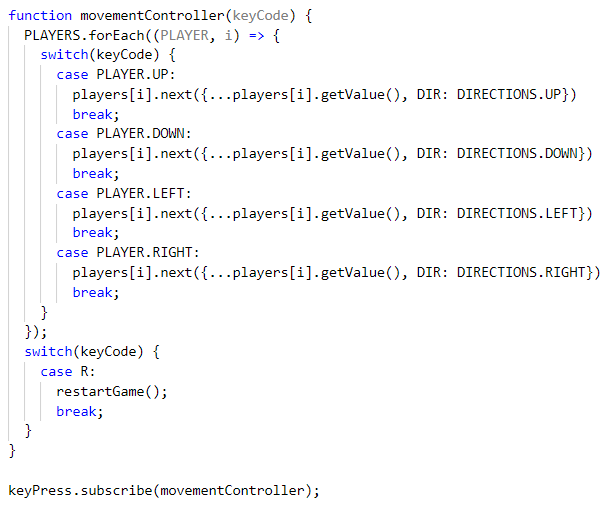 function movementController(keyCode) {
  PLAYERS.forEach((PLAYER, i) => {
    switch(keyCode) {
      case PLAYER.UP:
        players[i].next({...players[i].getValue(), DIR: DIRECTIONS.UP})
        break;
      case PLAYER.DOWN:
        players[i].next({...players[i].getValue(), DIR: DIRECTIONS.DOWN})
        break;
      case PLAYER.LEFT:
        players[i].next({...players[i].getValue(), DIR: DIRECTIONS.LEFT})
        break;
      case PLAYER.RIGHT:
        players[i].next({...players[i].getValue(), DIR: DIRECTIONS.RIGHT})
        break;
    }
  });
  switch(keyCode) {
    case R:
      restartGame();
      break;
  }
}

keyPress.subscribe(movementController);